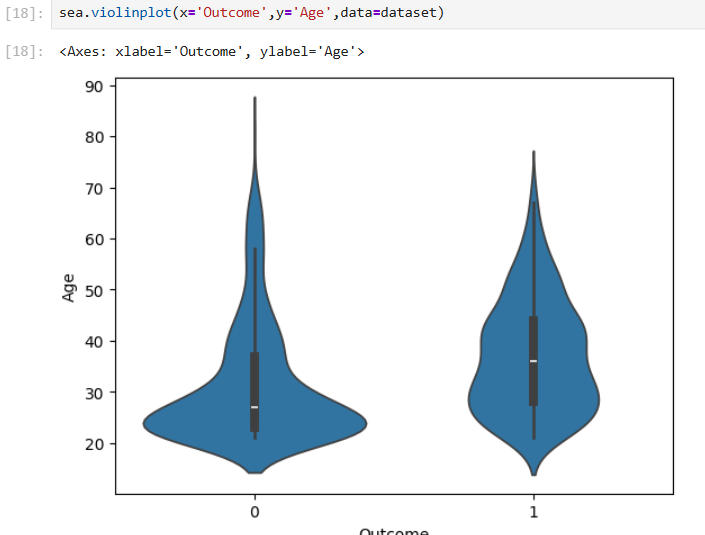 [18]: sea.violinplot(x='Outcome',y='Age',data=dataset)
[18]: <Axes: xlabel='Outcome', ylabel='Age'>
90
80
70
60
50
40
30
20
Age
0 1
Outcome